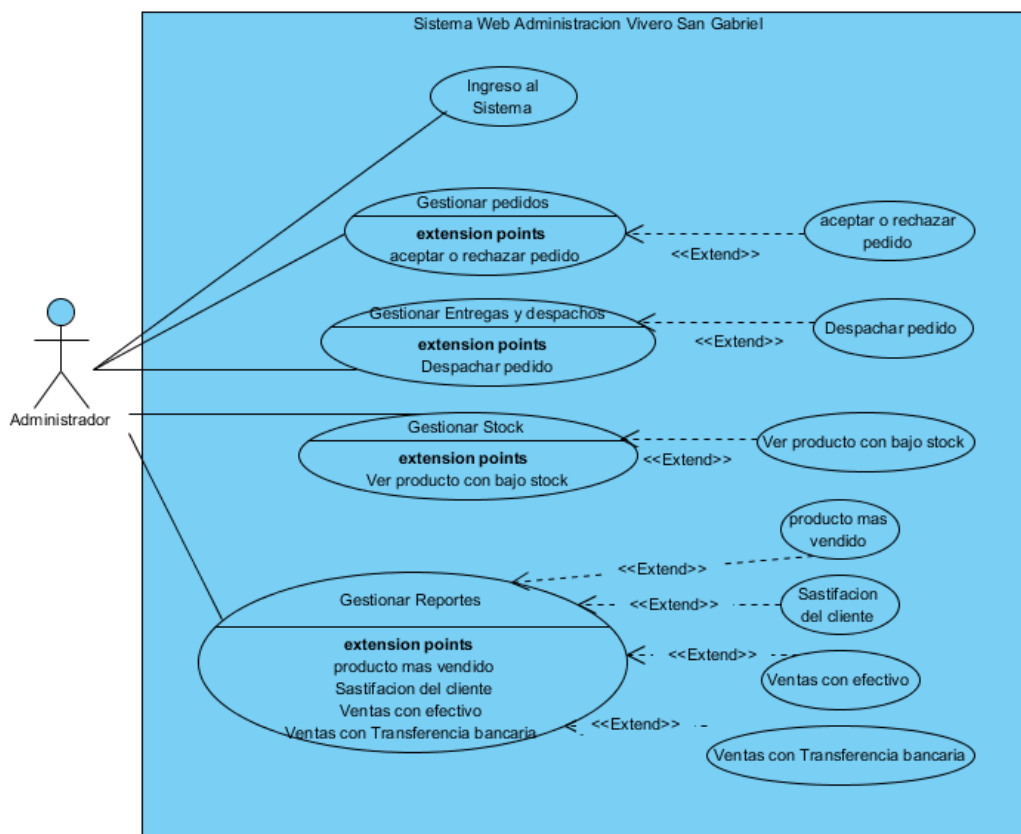 Sistema Web Administracion Vivero San Gabriel
Ingreso al
Sistema
Gestionar pedidos
extension points
aceptar o rechazar pedido
<<Extend>>
aceptar o rechazar
pedido
Gestionar Entregas y despachos
extension points
Despachar pedido
<<Extend>>
Despachar pedido
Administrador
Gestionar Stock
extension points
Ver producto con bajo stock
<<Extend>>
Ver producto con bajo stock
producto mas
vendido
<<Extend>>
Gestionar Reportes
extension points
producto mas vendido
Sastifacion del cliente
Ventas con efectivo
Ventas con Transferencia bancaria
<<Extend>>
Sastifacion
del cliente
<<Extend>>
Ventas con efectivo
<<Extend>>
Ventas con Transferencia bancaria